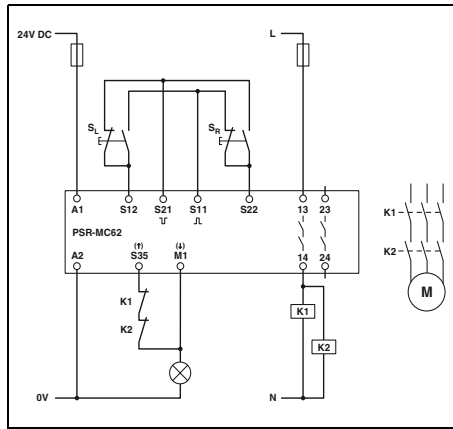 24V DC
L
SL
SR
A1 S12 S21 S11 S22 13 23
PSR-MC62
A2 (↑) S35 (↓) M1 14 24
K1
K2
K1
K2
K1
K2
M
0V
N